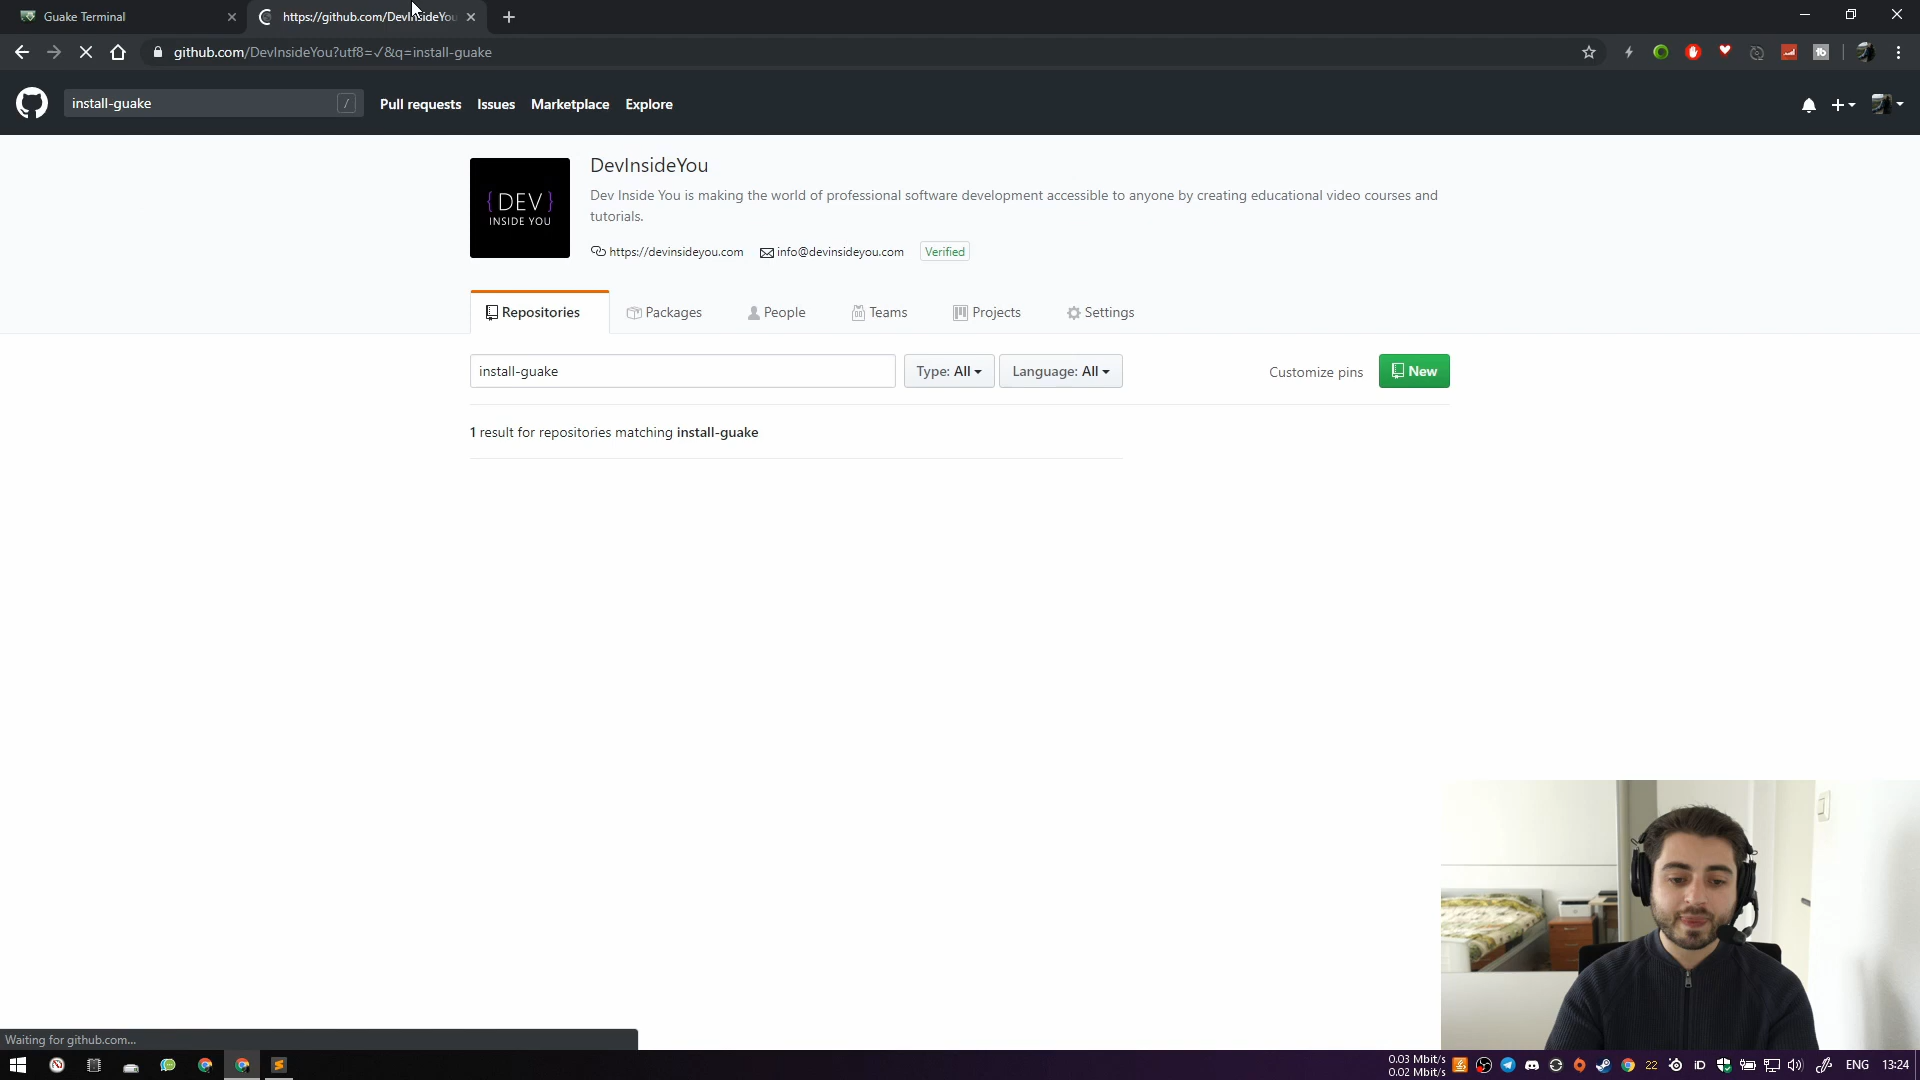 Guake Terminal
https://github.com/DevInsideYou
github.com/DevInsideYou?utf8=✓&q=install-guake
install-guake
/
Pull requests
Issues
Marketplace
Explore
{DEV}
INSIDE YOU
DevInsideYou
Dev Inside You is making the world of professional software development accessible to anyone by creating educational video courses and
tutorials.
https://devinsideyou.com
info@devinsideyou.com
Verified
Repositories
Packages
People
Teams
Projects
Settings
install-guake
Type: All
Language: All
Customize pins
New
1 result for repositories matching install-guake
Waiting for github.com...
0.03 Mbit/s
0.02 Mbit/s
22
iD
ENG
13:24